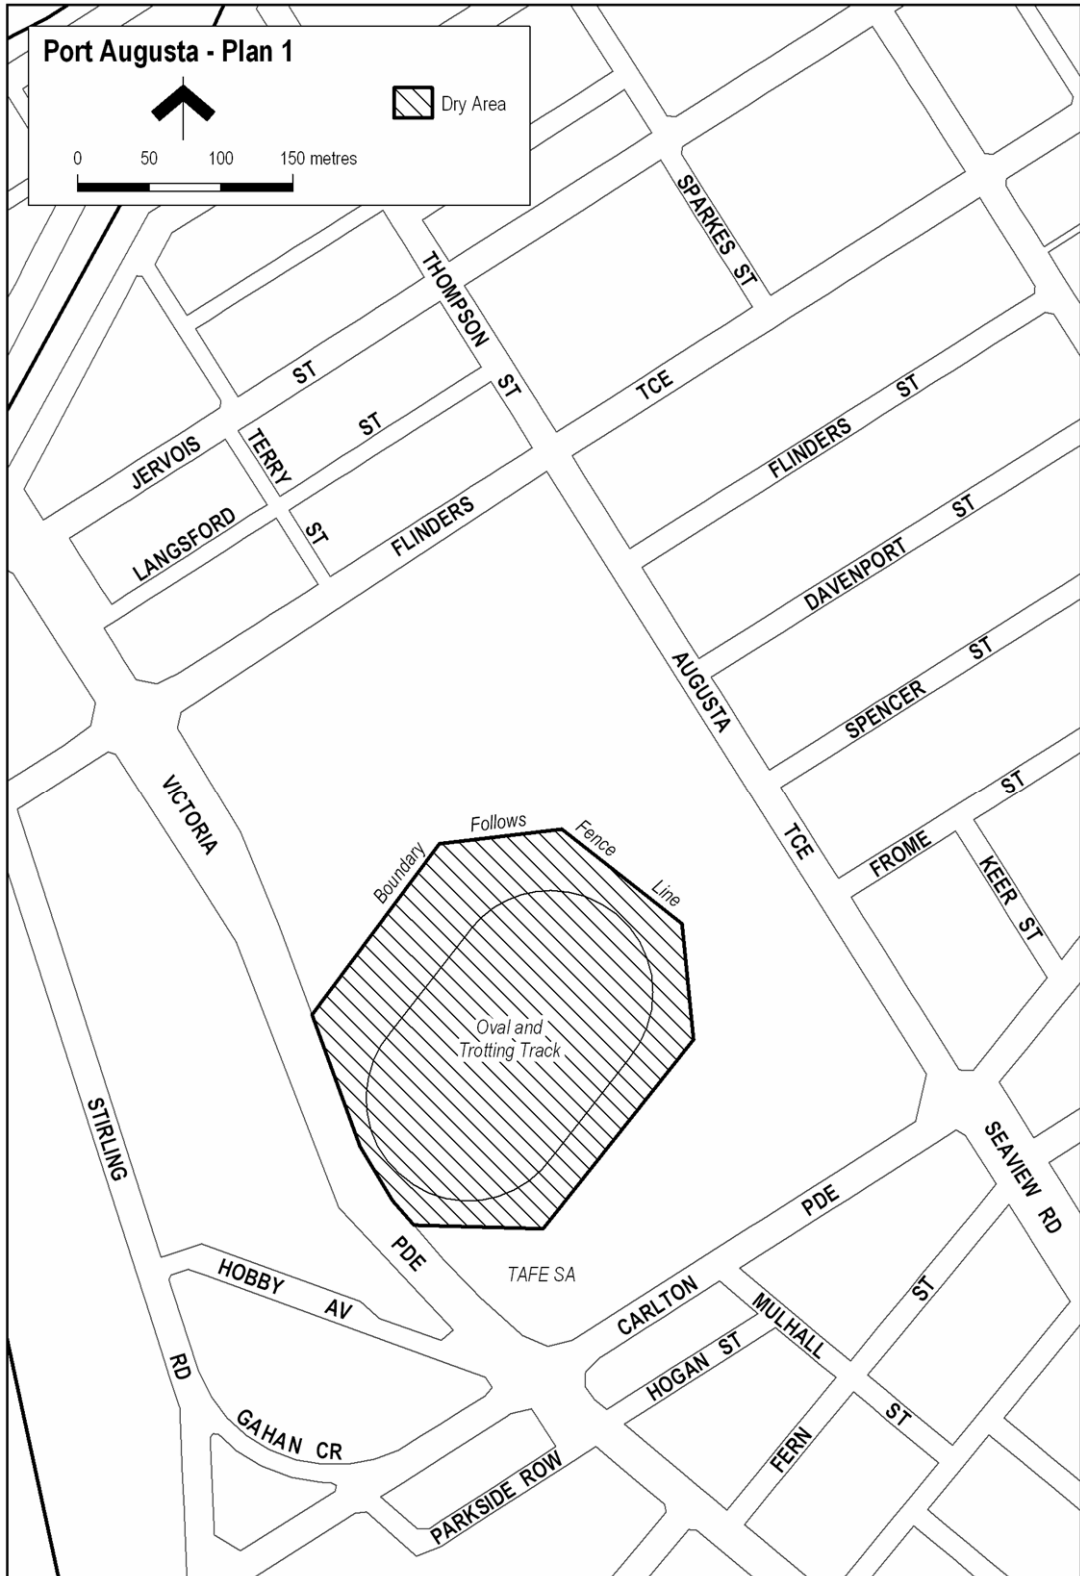 Port Augusta - Plan 1
Dry Area
0 50 100 150 metres
SPARKES ST
THOMPSON ST
JERVOIS ST
TERRY ST
LANGSFORD ST
FLINDERS TCE
FLINDERS ST
DAVENPORT ST
AUGUSTA TCE
SPENCER ST
FROME ST
KEER ST
VICTORIA PDE
Boundary Follows Fence Line
Oval and
Trotting Track
STIRLING RD
SEAVIEW RD
HOBBY AV
TAFE SA
CARLTON PDE
MULHALL ST
HOGAN ST
FERN ST
GAHAN CR
PARKSIDE ROW